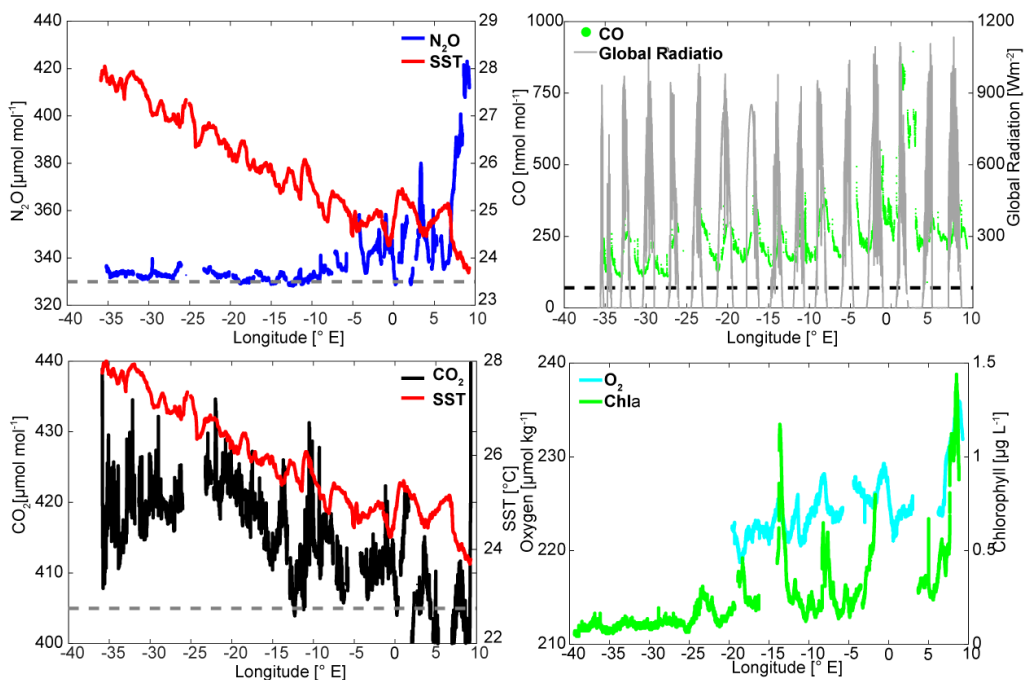 440
420
400
380
360
340
320
N₂O [µmol mol⁻¹]
N₂O
SST
29
28
27
26
25
24
23
-40 -35 -30 -25 -20 -15 -10 -5 0 5 10
Longitude [° E]
1000
750
500
250
0
CO [nmol mol⁻¹]
CO
Global Radiatio
1200
900
600
300
0
Global Radiation [Wm⁻²]
-40 -35 -30 -25 -20 -15 -10 -5 0 5 10
Longitude [° E]
440
430
420
410
400
CO₂[µmol mol⁻¹]
CO₂
SST
28
26
24
22
SST [°C]
-40 -35 -30 -25 -20 -15 -10 -5 0 5 10
Longitude [° E]
240
230
220
210
Oxygen [µmol kg⁻¹]
O₂
Chla
1.5
1
0.5
0
Chlorophyll [µg L⁻¹]
-40 -35 -30 -25 -20 -15 -10 -5 0 5 10
Longitude [° E]